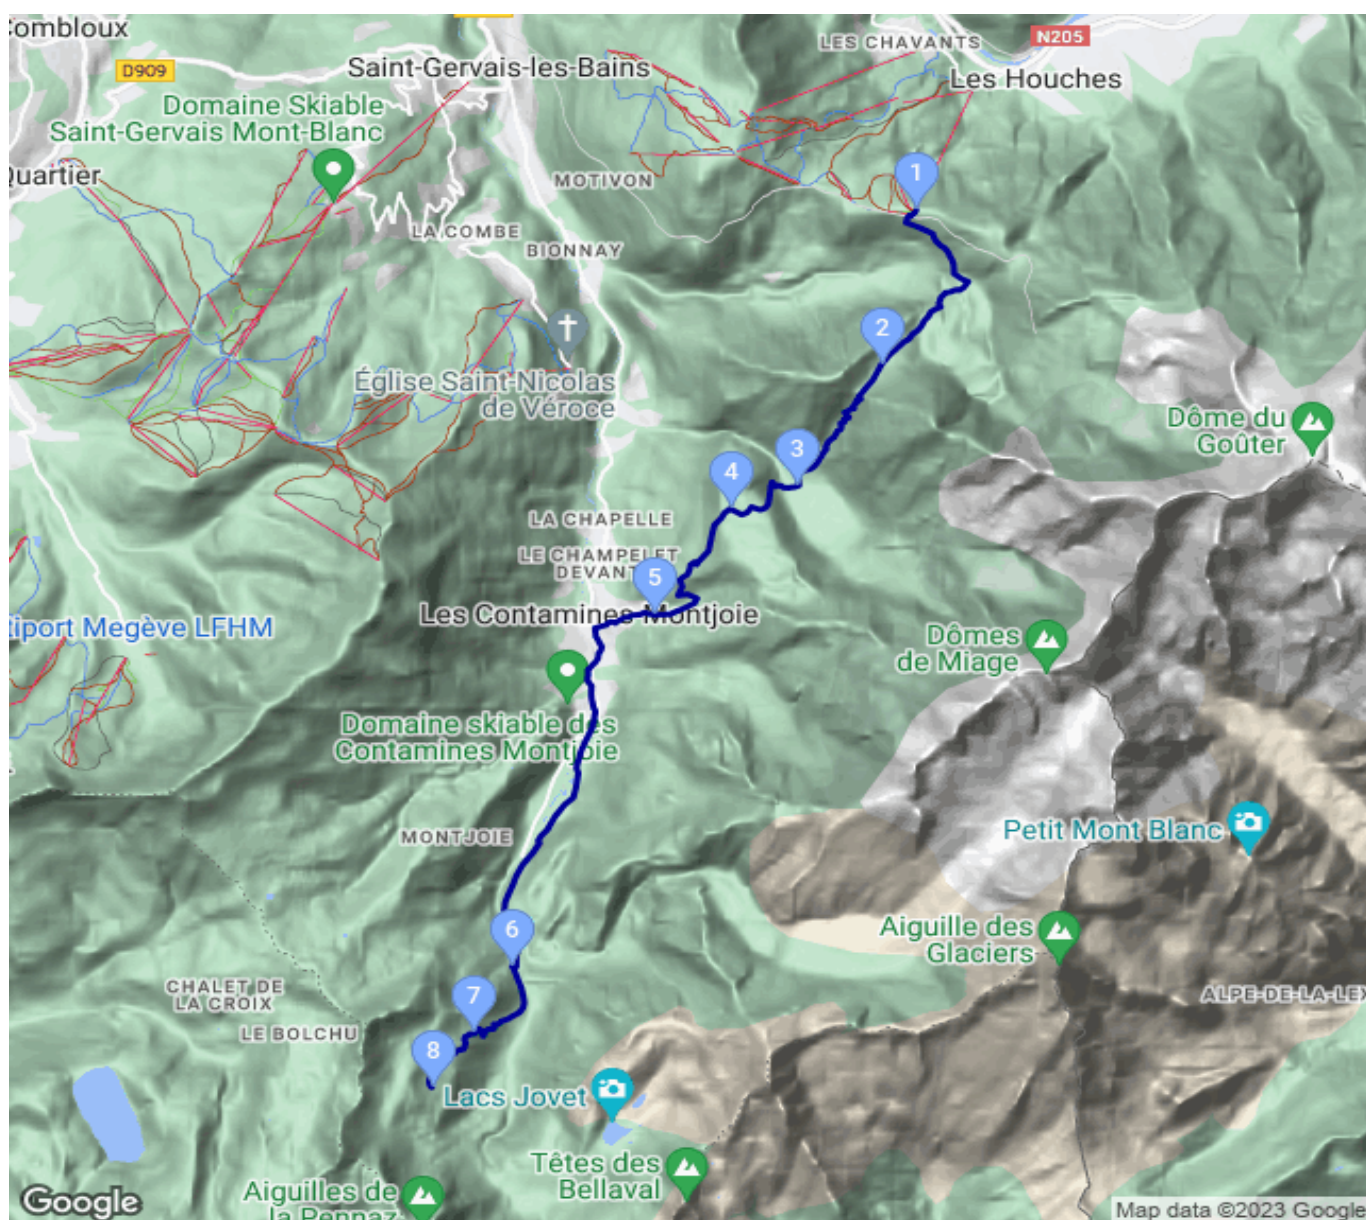 ombloux
D909
Saint-Gervais-les-Bains
LES CHAVANTS
N205
Les Houches
Domaine Skiable
Saint-Gervais Mont-Blanc
Quartier
MOTIVON
1
LA COMBE
BIONNAY
2
Église Saint-Nicolas
de Véroce
Dôme du
Goûter
3
4
LA CHAPELLE
LE CHAMPELET
DEVANT
5
Les Contamines-Montjoie
Riport Megève LFHM
Dômes
de Miage
Domaine skiable des
Contamines Montjoie
MONTJOIE
Petit Mont Blanc
6
Aiguille des
Glaciers
CHALET DE
LA CROIX
7
ALPE-DE-LA-LEX
LE BOLCHU
8
Lacs Jovet
Têtes des
Bellaval
Aiguilles de
la Pennaz
Google
Map data ©2023 Google